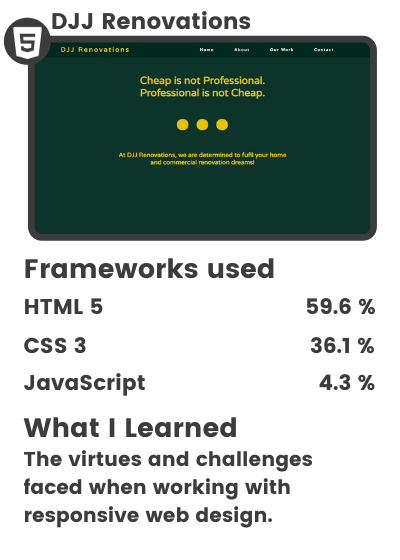 DJJ Renovations
5
DJJ Renovations Home About Our Work Contact
Cheap is not Professional.
Professional is not Cheap.
At DJJ Renovations, we are determined to fufil your home
and commercial renovation dreams!
Frameworks used
HTML 5 59.6 %
CSS 3 36.1 %
JavaScript 4.3 %
What I Learned
The virtues and challenges
faced when working with
responsive web design.